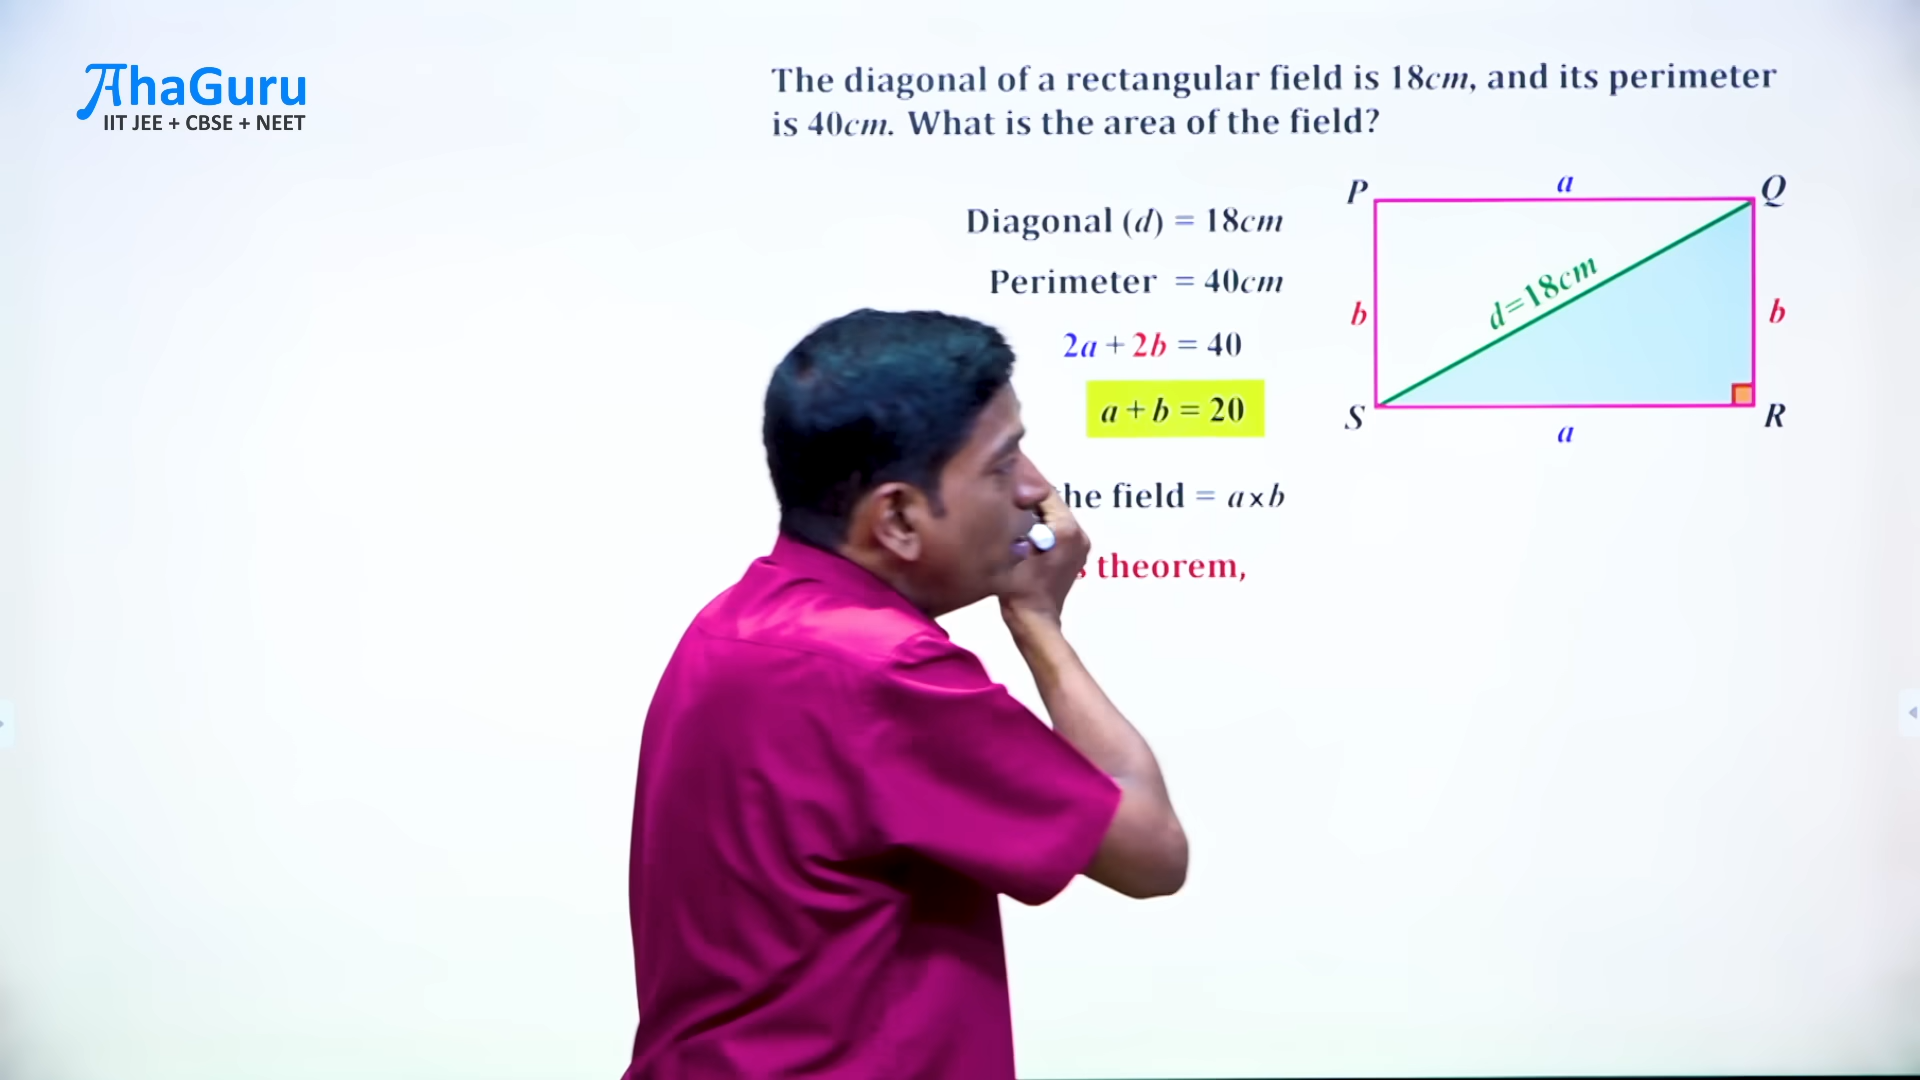 AhaGuru
IIT JEE + CBSE + NEET
The diagonal of a rectangular field is 18cm, and its perimeter
is 40cm. What is the area of the field?
Diagonal (d) = 18cm
Perimeter = 40cm
2a + 2b = 40
a + b = 20
the field = a×b
theorem,
P
a
Q
b
d=18cm
b
S
a
R